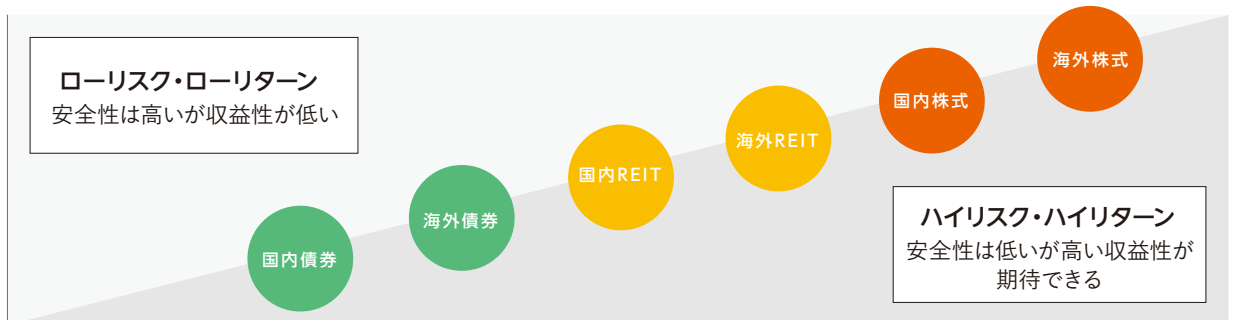 ローリスク・ローリターン
安全性は高いが収益性が低い
国内債券
海外債券
国内REIT
海外REIT
国内株式
海外株式
ハイリスク・ハイリターン
安全性は低いが高い収益性が
期待できる